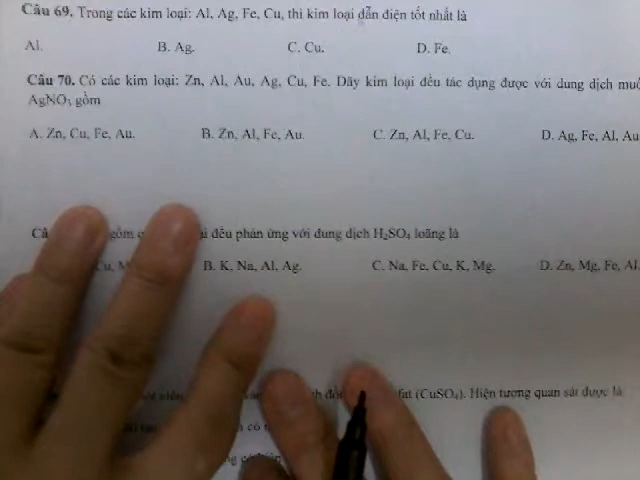 Câu 69. Trong các kim loại: Al, Ag, Fe, Cu, thì kim loại dẫn điện tốt nhất là
Al. B. Ag. C. Cu. D. Fe.
Câu 70. Có các kim loại: Zn, Al, Au, Ag, Cu, Fe. Dãy kim loại đều tác dụng được với dung dịch
AgNO₃ gồm
A. Zn, Cu, Fe, Au. B. Zn, Al, Fe, Au. C. Zn, Al, Fe, Cu. D. Ag, Fe, Al, Au
gồm đều phản ứng với dung dịch H₂SO₄ loãng là
B. K, Na, Al, Ag. C. Na, Fe, Cu, K, Mg. D. Zn, Mg, Fe, Al.
(CuSO₄). Hiện tượng quan sát được là